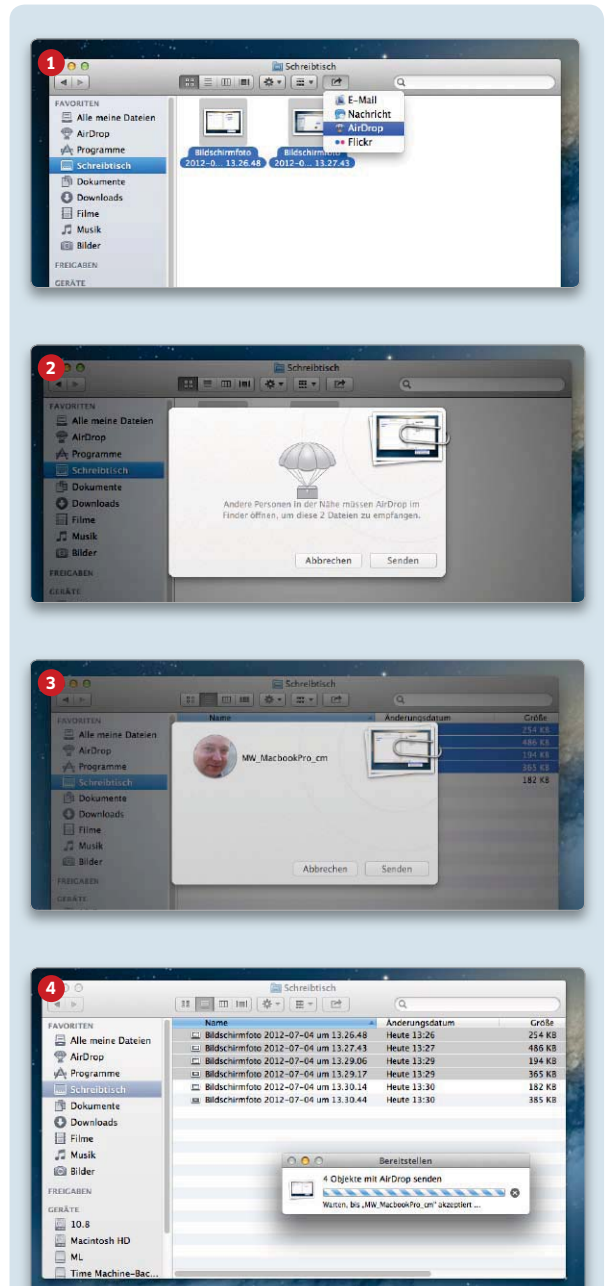 1
Schreibtisch
E-Mail
Nachricht
AirDrop
Flickr
FAVORITEN
Alle meine Dateien
AirDrop
Programme
Schreibtisch
Dokumente
Downloads
Filme
Musik
Bilder
FREIGABEN
GERÄTE
Bildschirmfoto
2012-0... 13.26.48
Bildschirmfoto
2012-0... 13.27.43
2
Schreibtisch
FAVORITEN
Alle meine Dateien
AirDrop
Programme
Schreibtisch
Dokumente
Downloads
Filme
Musik
Bilder
FREIGABEN
GERÄTE
Andere Personen in der Nähe müssen AirDrop im
Finder öffnen, um diese 2 Dateien zu empfangen.
Abbrechen Senden
3
Schreibtisch
FAVORITEN
Alle meine Dateien
AirDrop
Programme
Schreibtisch
Dokumente
Downloads
Filme
Musik
Bilder
FREIGABEN
GERÄTE
Name Änderungsdatum Größe
254 KB
486 KB
194 KB
365 KB
182 KB
MW_MacbookPro_cm
Abbrechen Senden
4
Schreibtisch
FAVORITEN
Alle meine Dateien
AirDrop
Programme
Schreibtisch
Dokumente
Downloads
Filme
Musik
Bilder
FREIGABEN
GERÄTE
10.8
Macintosh HD
ML
Time Machine-Bac...
Name Änderungsdatum Größe
Bildschirmfoto 2012-07-04 um 13.26.48 Heute 13:26 254 KB
Bildschirmfoto 2012-07-04 um 13.27.43 Heute 13:27 486 KB
Bildschirmfoto 2012-07-04 um 13.29.06 Heute 13:29 194 KB
Bildschirmfoto 2012-07-04 um 13.29.17 Heute 13:29 365 KB
Bildschirmfoto 2012-07-04 um 13.30.14 Heute 13:30 182 KB
Bildschirmfoto 2012-07-04 um 13.30.44 Heute 13:30 385 KB
Bereitstellen
4 Objekte mit AirDrop senden
Warten, bis „MW_MacbookPro_cm“ akzeptiert ...